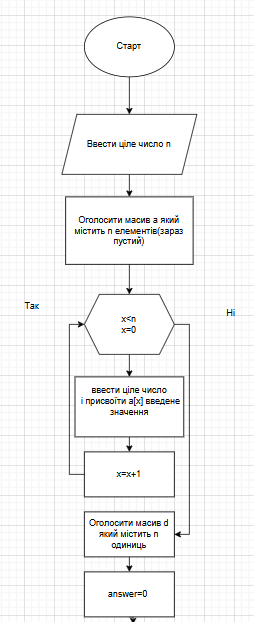 Старт
Ввести ціле число n
Оголосити масив a який
містить n елементів(зараз
пустий)
Так
Ні
x<n
x=0
ввести ціле число
і присвоїти a[x] введене
значення
x=x+1
Оголосити масив d
який містить n
одиниць
answer=0